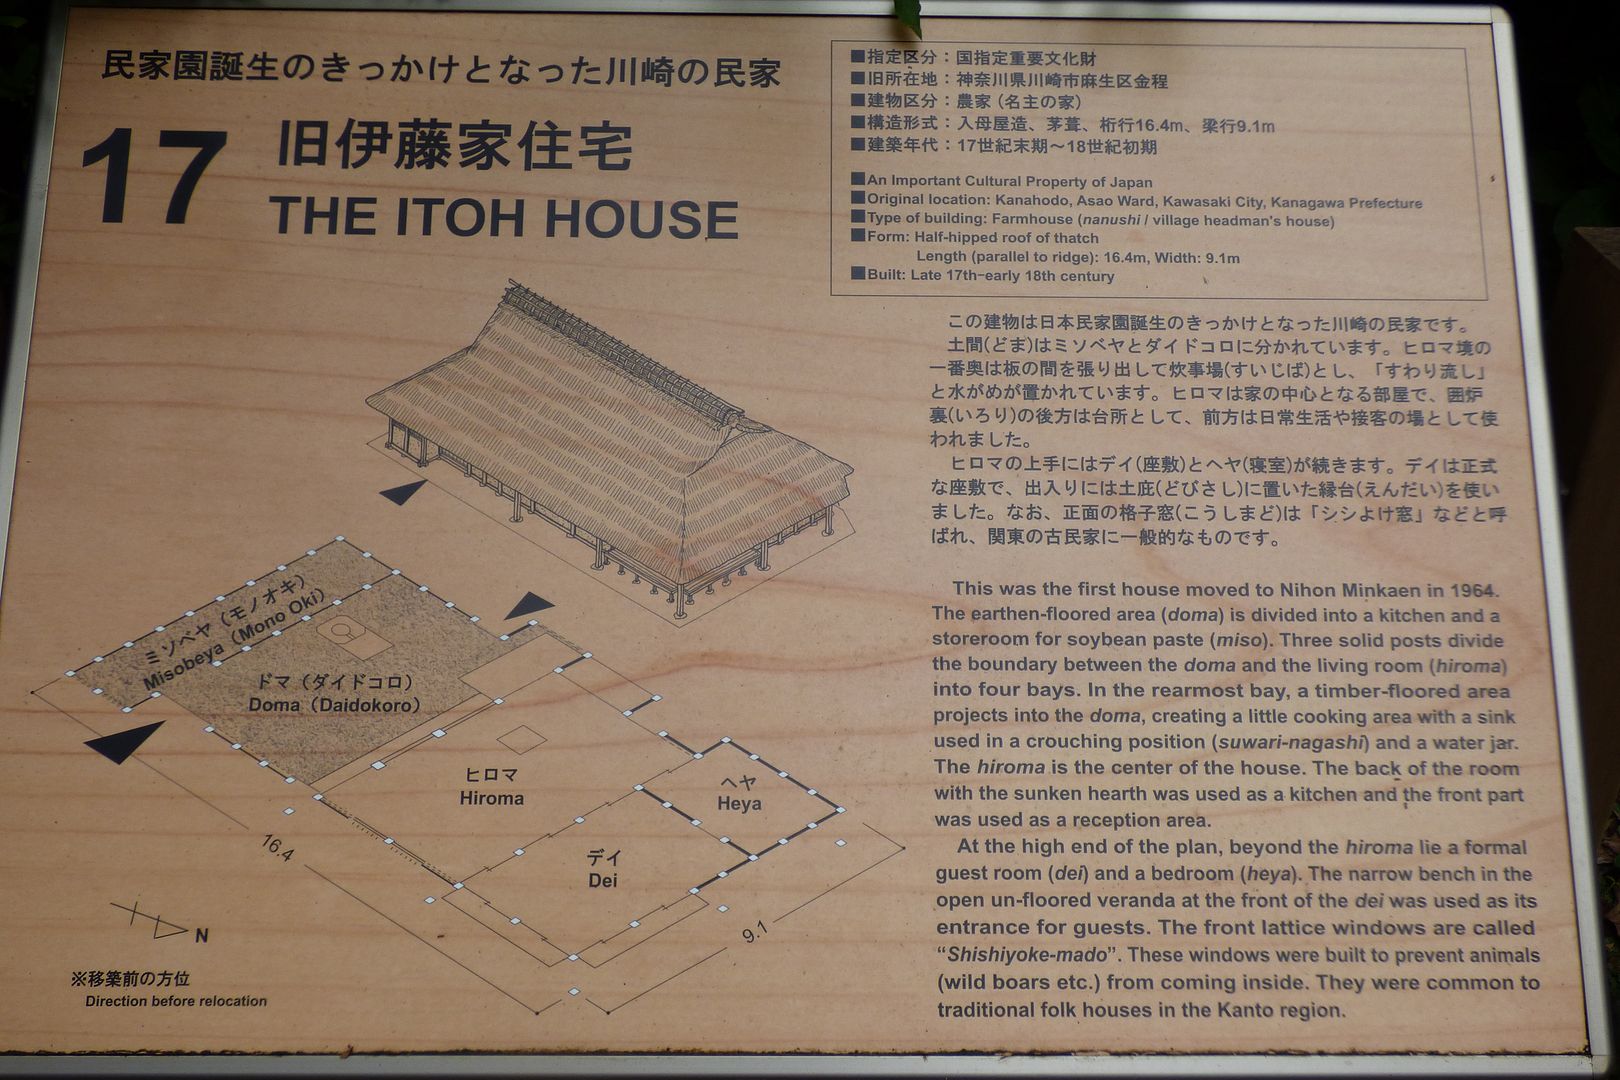 民家園誕生のきっかけとなった川崎の民家
17
旧伊藤家住宅
THE ITOH HOUSE
■指定区分：国指定重要文化財
■旧所在地：神奈川県川崎市麻生区金程
■建物区分：農家（名主の家）
■構造形式：入母屋造、茅葺、桁行16.4m、梁行9.1m
■建築年代：17世紀末期～18世紀初期
■An Important Cultural Property of Japan
■Original location: Kanahodo, Asao Ward, Kawasaki City, Kanagawa Prefecture
■Type of building: Farmhouse (nanushi / village headman's house)
■Form: Half-hipped roof of thatch
Length (parallel to ridge): 16.4m, Width: 9.1m
■Built: Late 17th-early 18th century
この建物は日本民家園誕生のきっかけとなった川崎の民家です。
土間(どま)はミソベヤとダイドコロに分かれています。ヒロマ境の
一番奥は板の間を張り出して炊事場(すいじば)とし、「すわり流し」
と水がめが置かれています。ヒロマは家の中心となる部屋で、囲炉
裏(いろり)の後方は台所として、前方は日常生活や接客の場として使
われました。
ヒロマの上手にはデイ(座敷)とヘヤ(寝室)が続きます。デイは正式
な座敷で、出入りには土庇(どびさし)に置いた縁台(えんだい)を使い
ました。なお、正面の格子窓(こうしまど)は「シシよけ窓」などと呼
ばれ、関東の古民家に一般的なものです。
This was the first house moved to Nihon Minkaen in 1964.
The earthen-floored area (doma) is divided into a kitchen and a
storeroom for soybean paste (miso). Three solid posts divide
the boundary between the doma and the living room (hiroma)
into four bays. In the rearmost bay, a timber-floored area
projects into the doma, creating a little cooking area with a sink
used in a crouching position (suwari-nagashi) and a water jar.
The hiroma is the center of the house. The back of the room
with the sunken hearth was used as a kitchen and the front part
was used as a reception area.
At the high end of the plan, beyond the hiroma lie a formal
guest room (dei) and a bedroom (heya). The narrow bench in the
open un-floored veranda at the front of the dei was used as its
entrance for guests. The front lattice windows are called
“Shishiyoke-mado”. These windows were built to prevent animals
(wild boars etc.) from coming inside. They were common to
traditional folk houses in the Kanto region.
ミソベヤ（モノオキ）
Misobeya（Mono Oki）
ドマ（ダイドコロ）
Doma（Daidokoro）
ヒロマ
Hiroma
ヘヤ
Heya
デイ
Dei
16.4
9.1
N
※移築前の方位
Direction before relocation